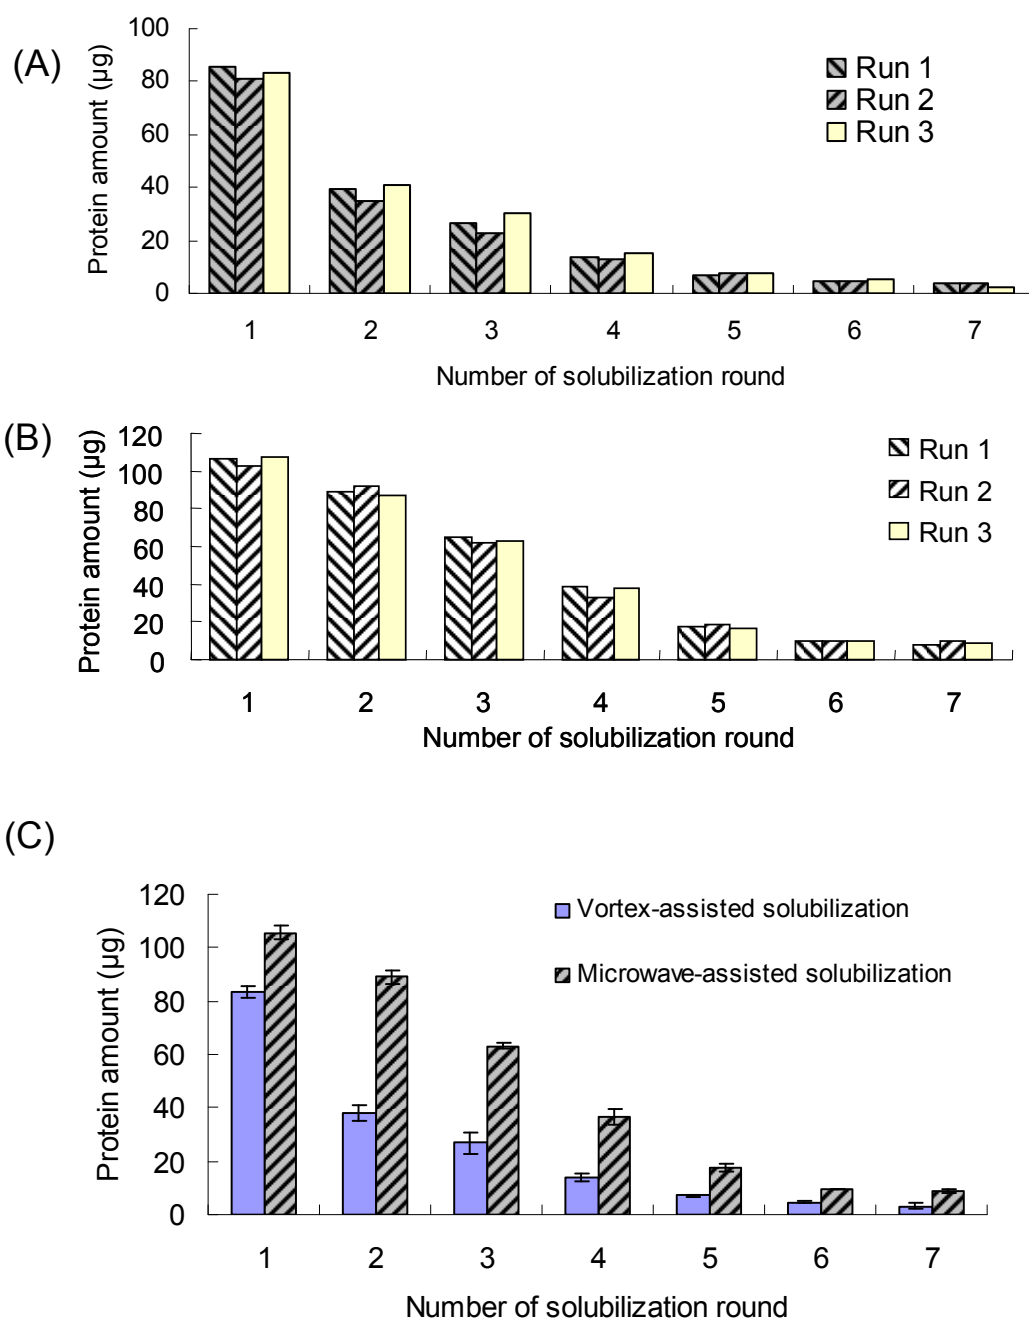 (A)
Protein amount (µg)
100
80
60
40
20
0
Run 1
Run 2
Run 3
1 2 3 4 5 6 7
Number of solubilization round
(B)
Protein amount (µg)
120
100
80
60
40
20
0
Run 1
Run 2
Run 3
1 2 3 4 5 6 7
Number of solubilization round
(C)
Protein amount (µg)
120
100
80
60
40
20
0
Vortex-assisted solubilization
Microwave-assisted solubilization
1 2 3 4 5 6 7
Number of solubilization round